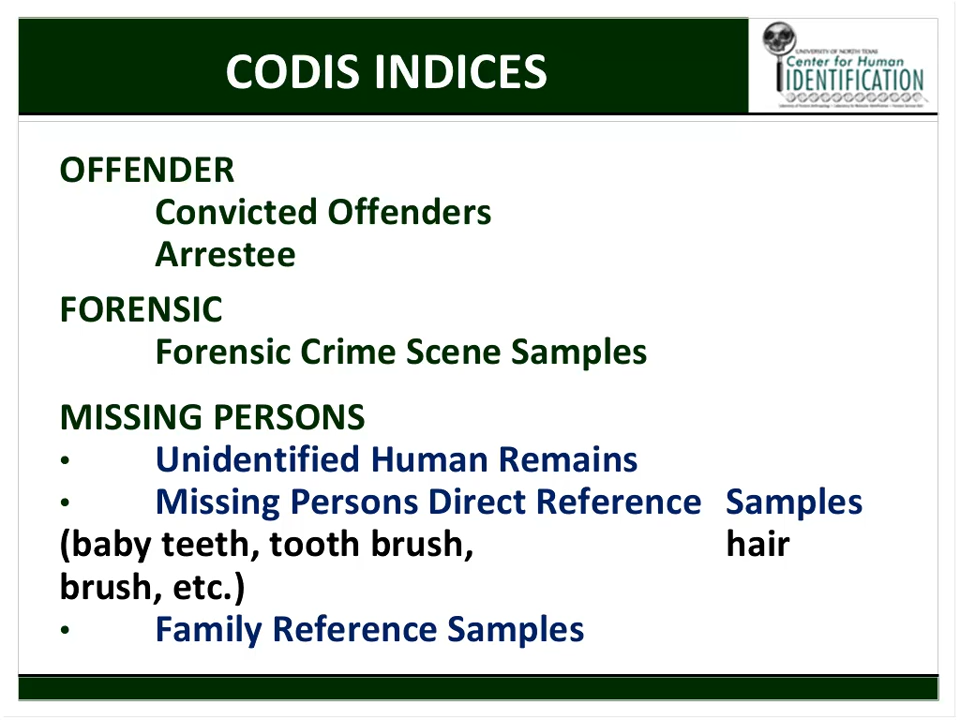 CODIS INDICES
UNIVERSITY OF NORTH TEXAS
Center for Human
IDENTIFICATION
OFFENDER
Convicted Offenders
Arrestee
FORENSIC
Forensic Crime Scene Samples
MISSING PERSONS
• Unidentified Human Remains
• Missing Persons Direct Reference Samples
(baby teeth, tooth brush, hair
brush, etc.)
• Family Reference Samples